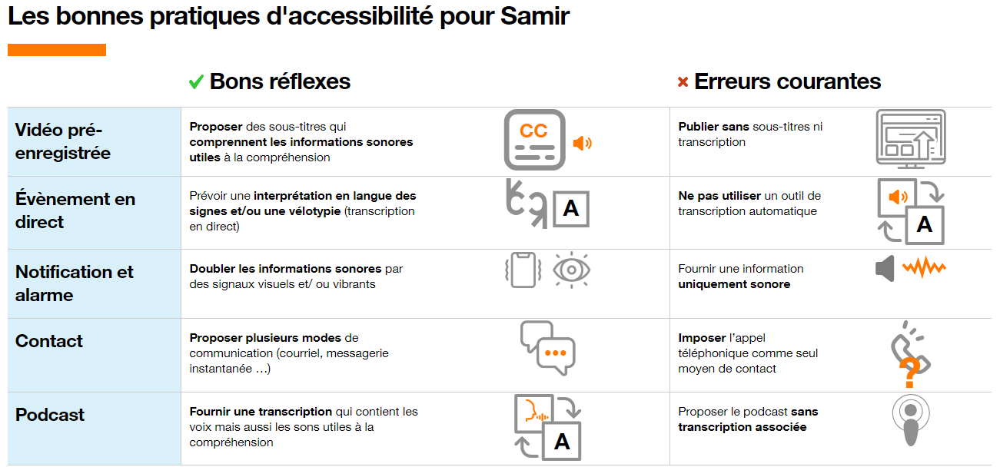 Les bonnes pratiques d'accessibilité pour Samir
Bons réflexes
Erreurs courantes
Vidéo pré-
enregistrée
Proposer des sous-titres qui
comprennent les informations sonores
utiles à la compréhension
CC
Publier sans sous-titres ni
transcription
Évènement en
direct
Prévoir une interprétation en langue des
signes et/ou une vélotypie (transcription
en direct)
A
Ne pas utiliser un outil de
transcription automatique
A
Notification et
alarme
Doubler les informations sonores par
des signaux visuels et/ ou vibrants
Fournir une information
uniquement sonore
Contact
Proposer plusieurs modes de
communication (courriel, messagerie
instantanée …)
Imposer l’appel
téléphonique comme seul
moyen de contact
?
Podcast
Fournir une transcription qui contient les
voix mais aussi les sons utiles à la
compréhension
A
Proposer le podcast sans
transcription associée